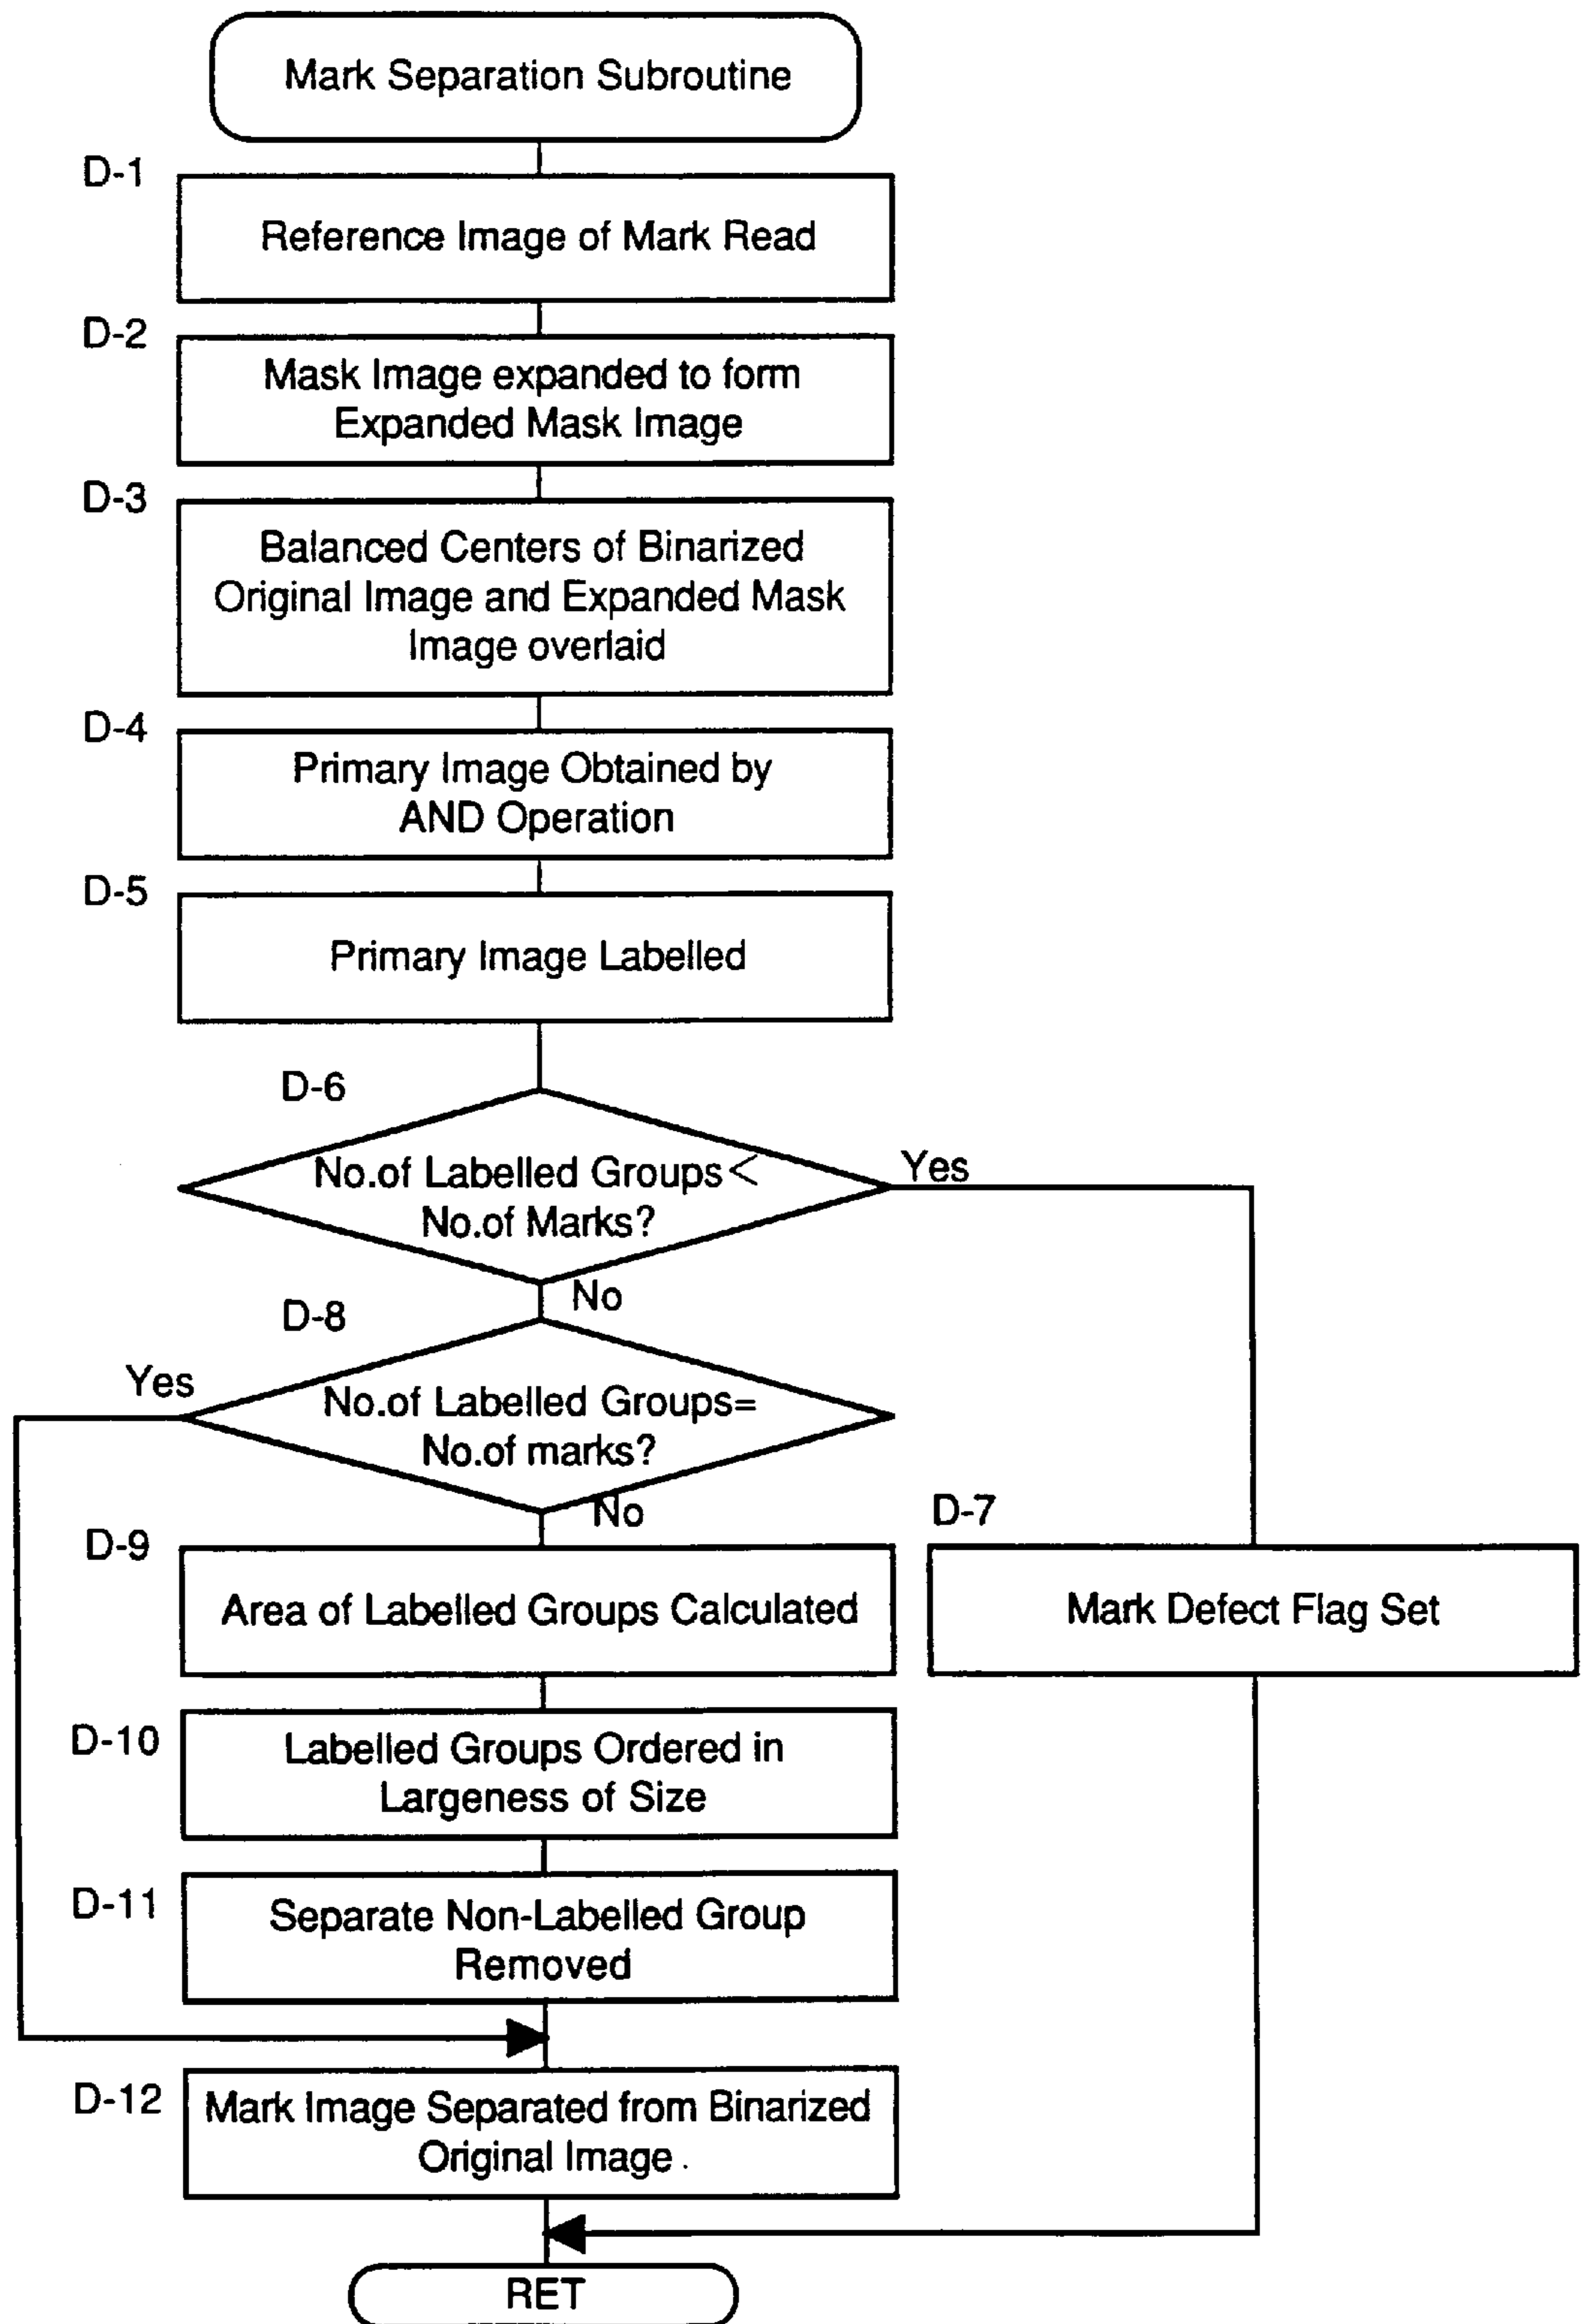 Mark Separation Subroutine
D-1
Reference Image of Mark Read
D-2
Mask Image expanded to form
Expanded Mask Image
D-3
Balanced Centers of Binarized
Original Image and Expanded Mask
Image overlaid
D-4
Primary Image Obtained by
AND Operation
D-5
Primary Image Labelled
D-6
No.of Labelled Groups<
No.of Marks?
Yes
No
D-8
Yes
No.of Labelled Groups=
No.of marks?
No
D-7
D-9
Area of Labelled Groups Calculated
Mark Defect Flag Set
D-10
Labelled Groups Ordered in
Largeness of Size
D-11
Separate Non-Labelled Group
Removed
D-12
Mark Image Separated from Binarized
Original Image .
RET